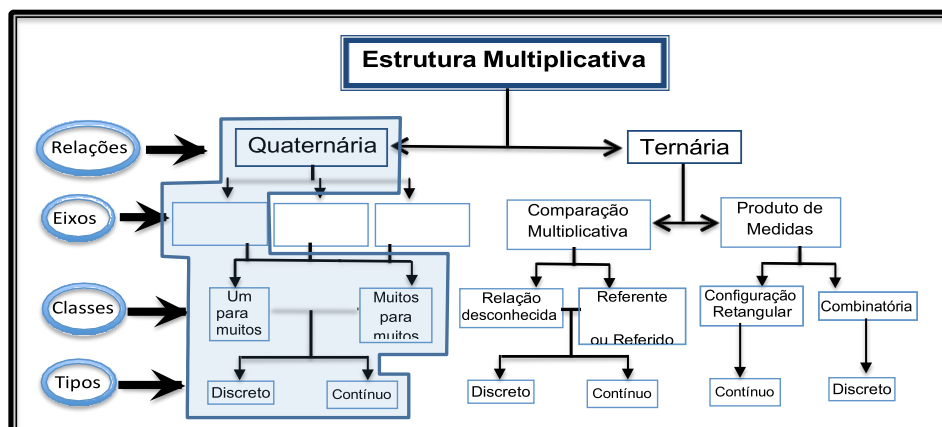 Estrutura Multiplicativa
Relações
Quaternária
Ternária
Eixos
Comparação
Multiplicativa
Produto de
Medidas
Classes
Um
para
muitos
Muitos
para
muitos
Relação
desconhecida
Referente
ou Referido
Configuração
Retangular
Combinatória
Tipos
Discreto
Contínuo
Discreto
Contínuo
Contínuo
Discreto